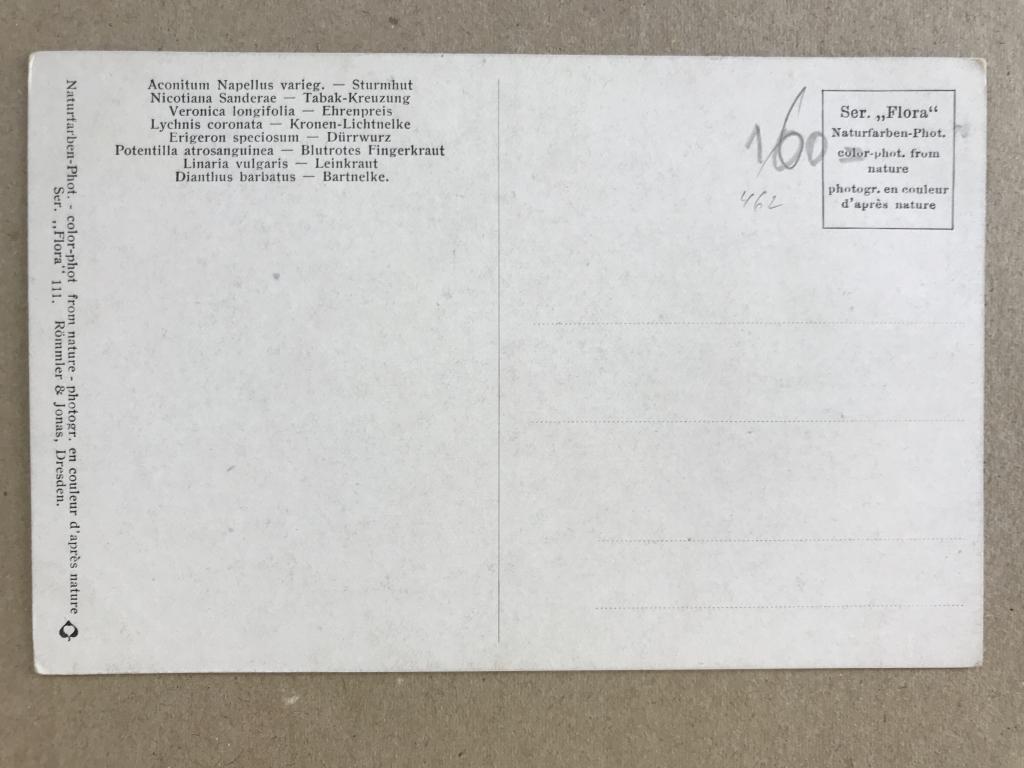 Aconitum Napellus varieg. — Sturmhut
Nicotiana Sanderae — Tabak-Kreuzung
Veronica longifolia — Ehrenpreis
Lychnis coronata — Kronen-Lichtnelke
Erigeron speciosum — Dürrwurz
Potentilla atrosanguinea — Blutrotes Fingerkraut
Linaria vulgaris — Leinkraut
Dianthus barbatus — Bartnelke.
Naturfarben-Phot. - color-phot from nature - photogr. en couleur d'après nature
Ser. „Flora“ 111. Römmler & Jonas, Dresden.
160
462
Ser. „Flora“
Naturfarben-Phot.
color-phot. from
nature
photogr. en couleur
d'après nature